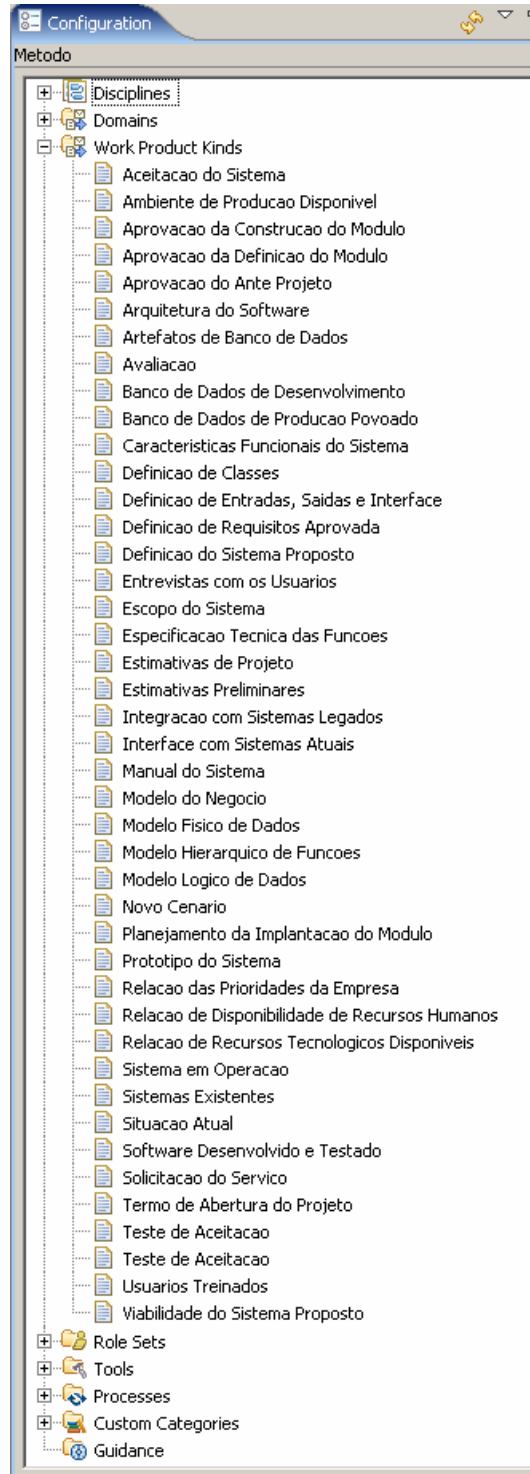 Configuration
Metodo
Disciplines
Domains
Work Product Kinds
Aceitacao do Sistema
Ambiente de Producao Disponivel
Aprovacao da Construcao do Modulo
Aprovacao da Definicao do Modulo
Aprovacao do Ante Projeto
Arquitetura do Software
Artefatos de Banco de Dados
Avaliacao
Banco de Dados de Desenvolvimento
Banco de Dados de Producao Povoado
Caracteristicas Funcionais do Sistema
Definicao de Classes
Definicao de Entradas, Saidas e Interface
Definicao de Requisitos Aprovada
Definicao do Sistema Proposto
Entrevistas com os Usuarios
Escopo do Sistema
Especificacao Tecnica das Funcoes
Estimativas de Projeto
Estimativas Preliminares
Integracao com Sistemas Legados
Interface com Sistemas Atuais
Manual do Sistema
Modelo do Negocio
Modelo Fisico de Dados
Modelo Hierarquico de Funcoes
Modelo Logico de Dados
Novo Cenario
Planejamento da Implantacao do Modulo
Prototipo do Sistema
Relacao das Prioridades da Empresa
Relacao de Disponibilidade de Recursos Humanos
Relacao de Recursos Tecnologicos Disponiveis
Sistema em Operacao
Sistemas Existentes
Situacao Atual
Software Desenvolvido e Testado
Solicitacao do Servico
Termo de Abertura do Projeto
Teste de Aceitacao
Teste de Aceitacao
Usuarios Treinados
Viabilidade do Sistema Proposto
Role Sets
Tools
Processes
Custom Categories
Guidance